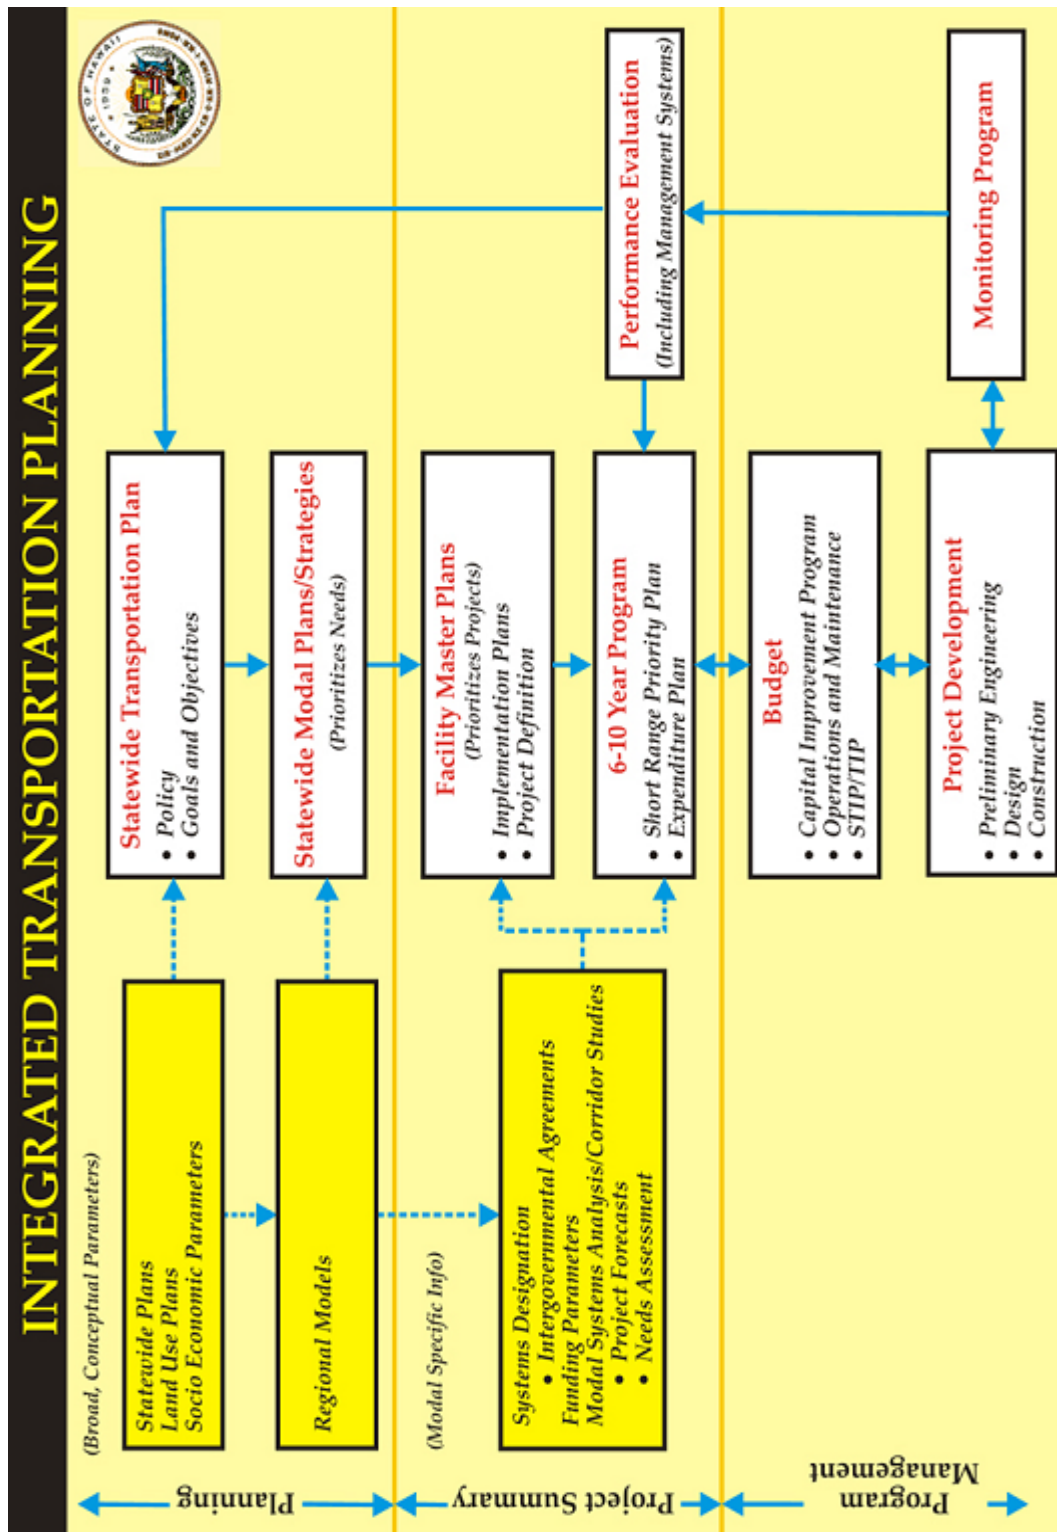 INTEGRATED TRANSPORTATION PLANNING
STATE OF HAWAII
1959
(Broad, Conceptual Parameters)
Statewide Plans
Land Use Plans
Socio Economic Parameters
Statewide Transportation Plan
• Policy
• Goals and Objectives
Planning
Regional Models
Statewide Modal Plans/Strategies
(Prioritizes Needs)
(Modal Specific Info)
Systems Designation
• Intergovernmental Agreements
Funding Parameters
Modal Systems Analysis/Corridor Studies
• Project Forecasts
• Needs Assessment
Facility Master Plans
(Prioritizes Projects)
• Implementation Plans
• Project Definition
6-10 Year Program
• Short Range Priority Plan
• Expenditure Plan
Performance Evaluation
(Including Management Systems)
Project Summary
Budget
• Capital Improvement Program
• Operations and Maintenance
• STIP/TIP
Project Development
• Preliminary Engineering
• Design
• Construction
Monitoring Program
Program
Management